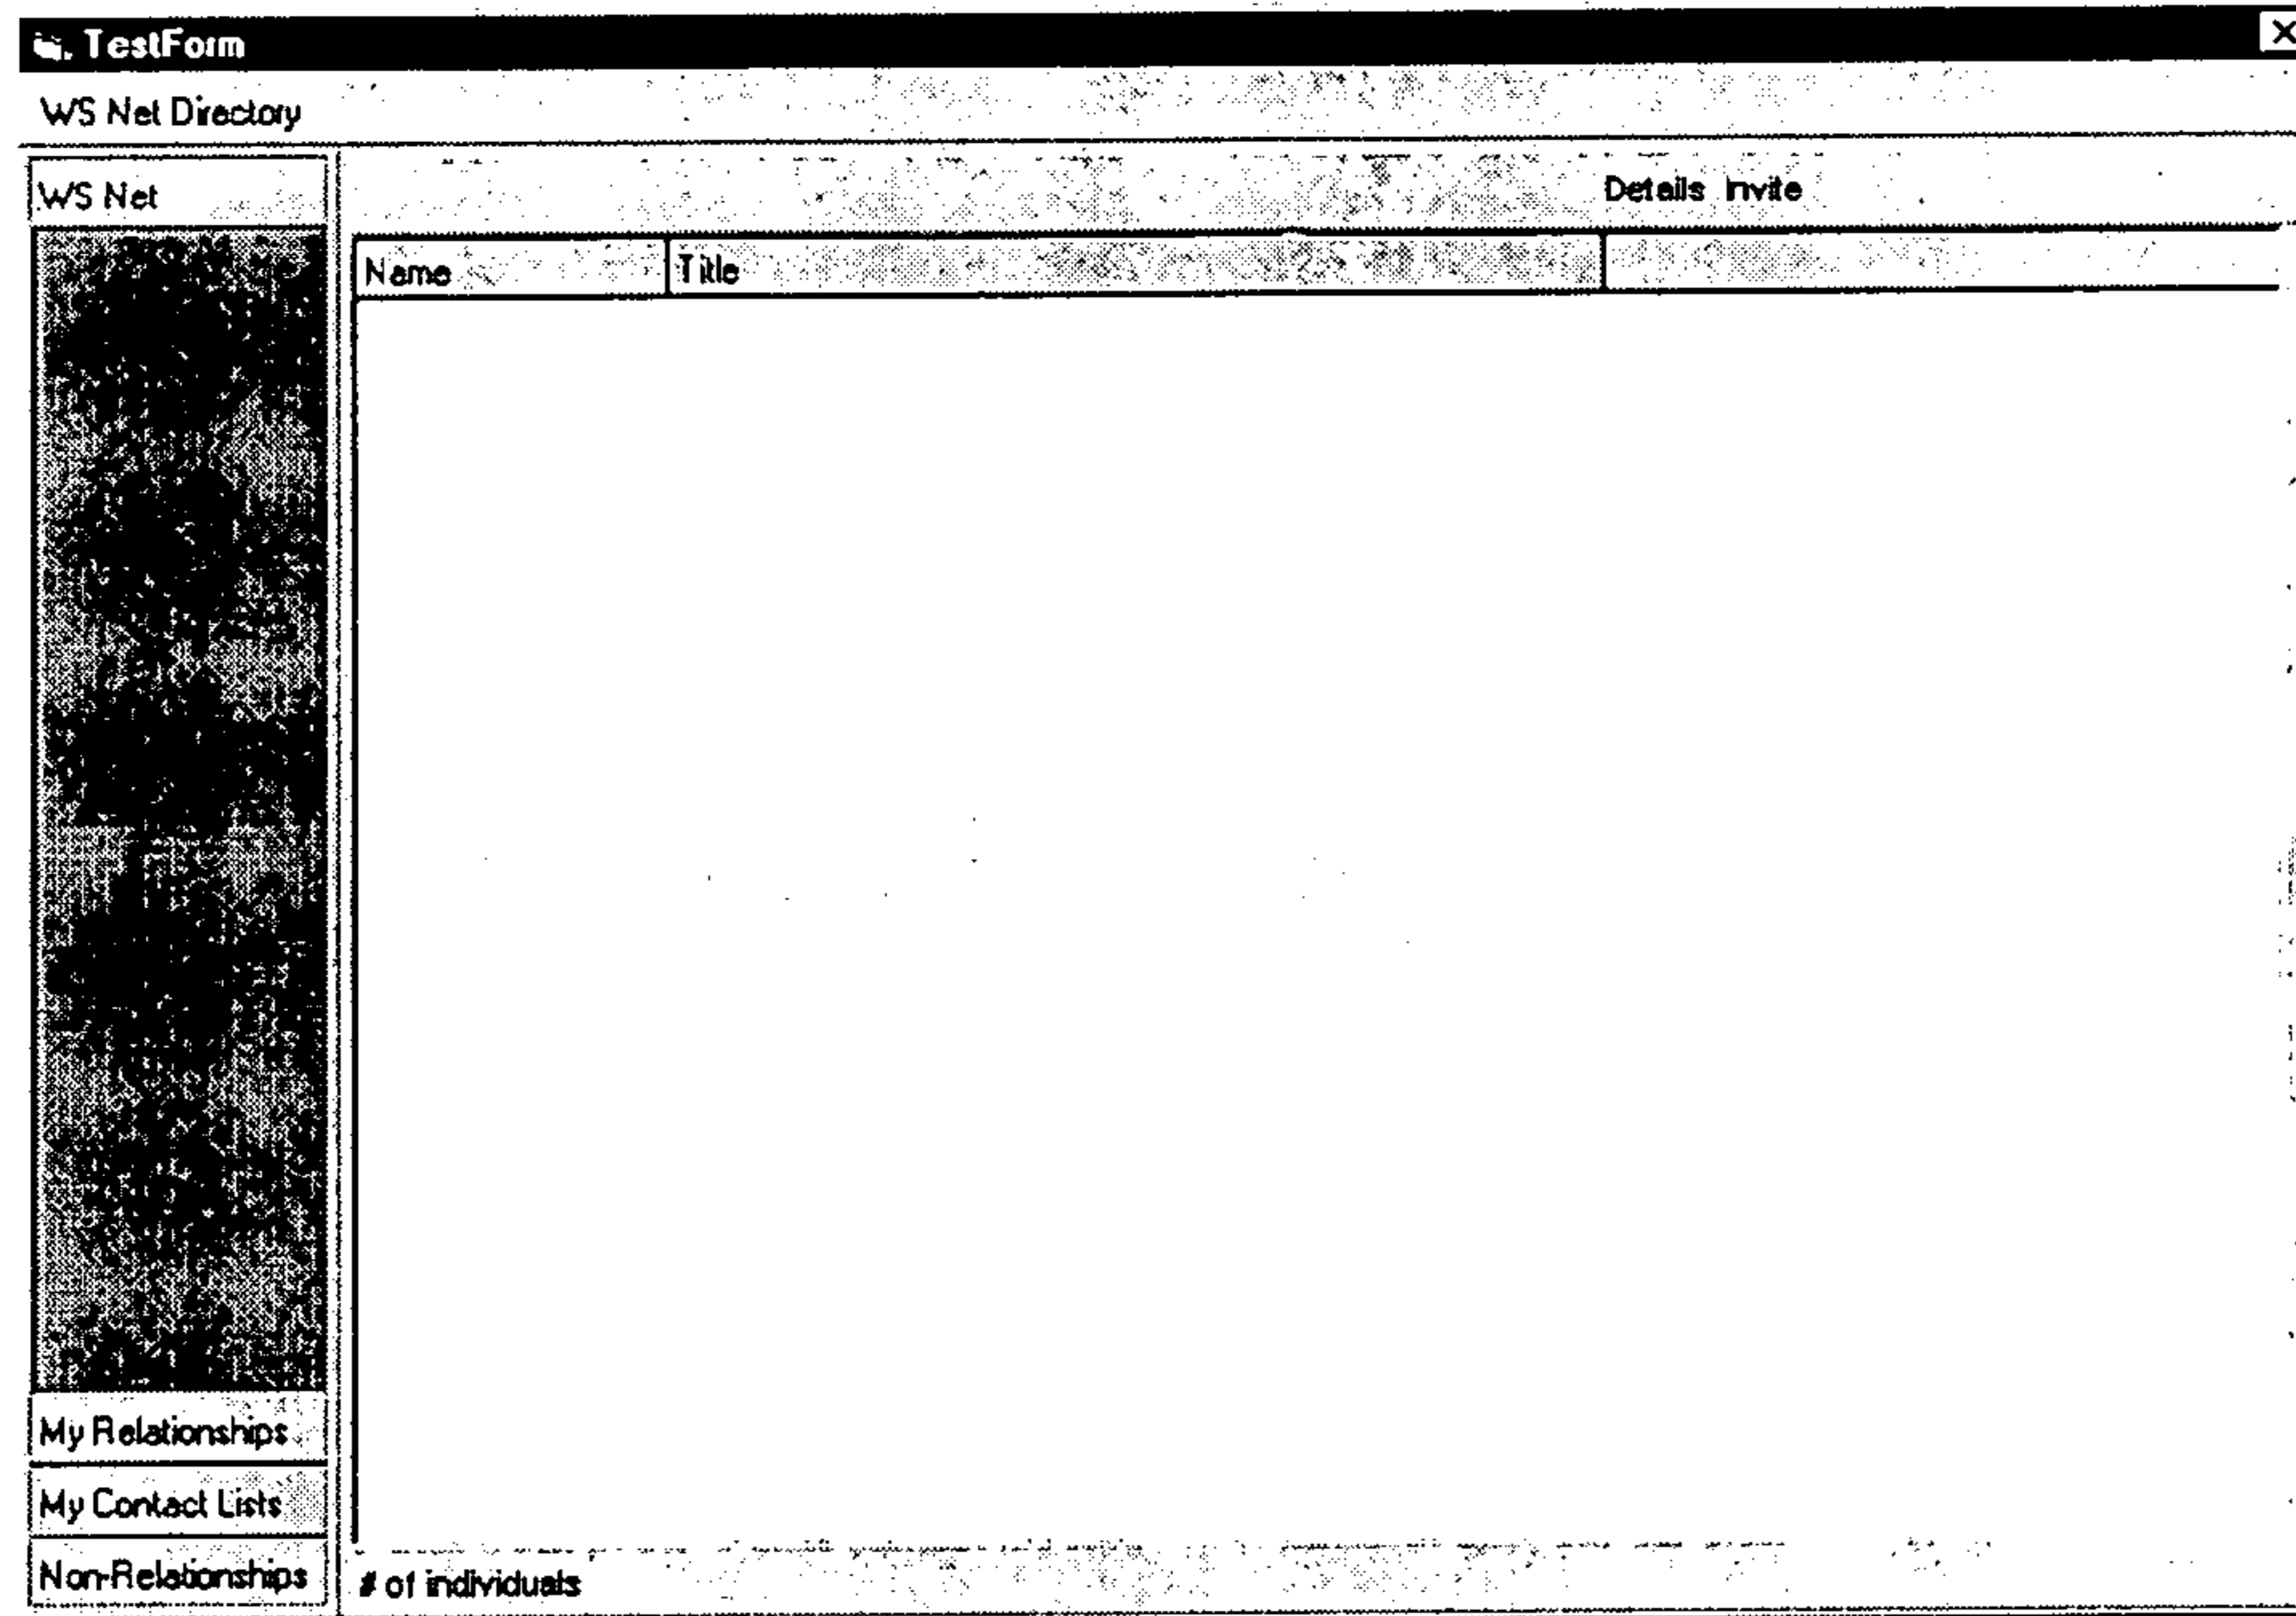 TestForm
WS Net Directory
WS Net
Details Invite
Name Title
My Relationships
My Contact Lists
Non-Relationships
# of individuals